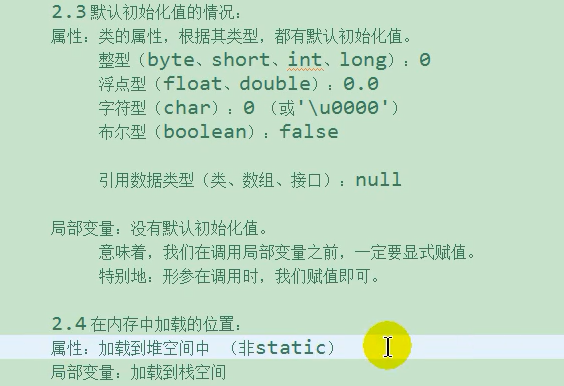 2.3 默认初始化值的情况：
属性：类的属性，根据其类型，都有默认初始化值。
整型（byte、short、int、long）：0
浮点型（float、double）：0.0
字符型（char）：0 （或'\u0000'）
布尔型（boolean）：false
引用数据类型（类、数组、接口）：null
局部变量：没有默认初始化值。
意味着，我们在调用局部变量之前，一定要显式赋值。
特别地：形参在调用时，我们赋值即可。
2.4 在内存中加载的位置：
属性：加载到堆空间中 （非static）
局部变量：加载到栈空间